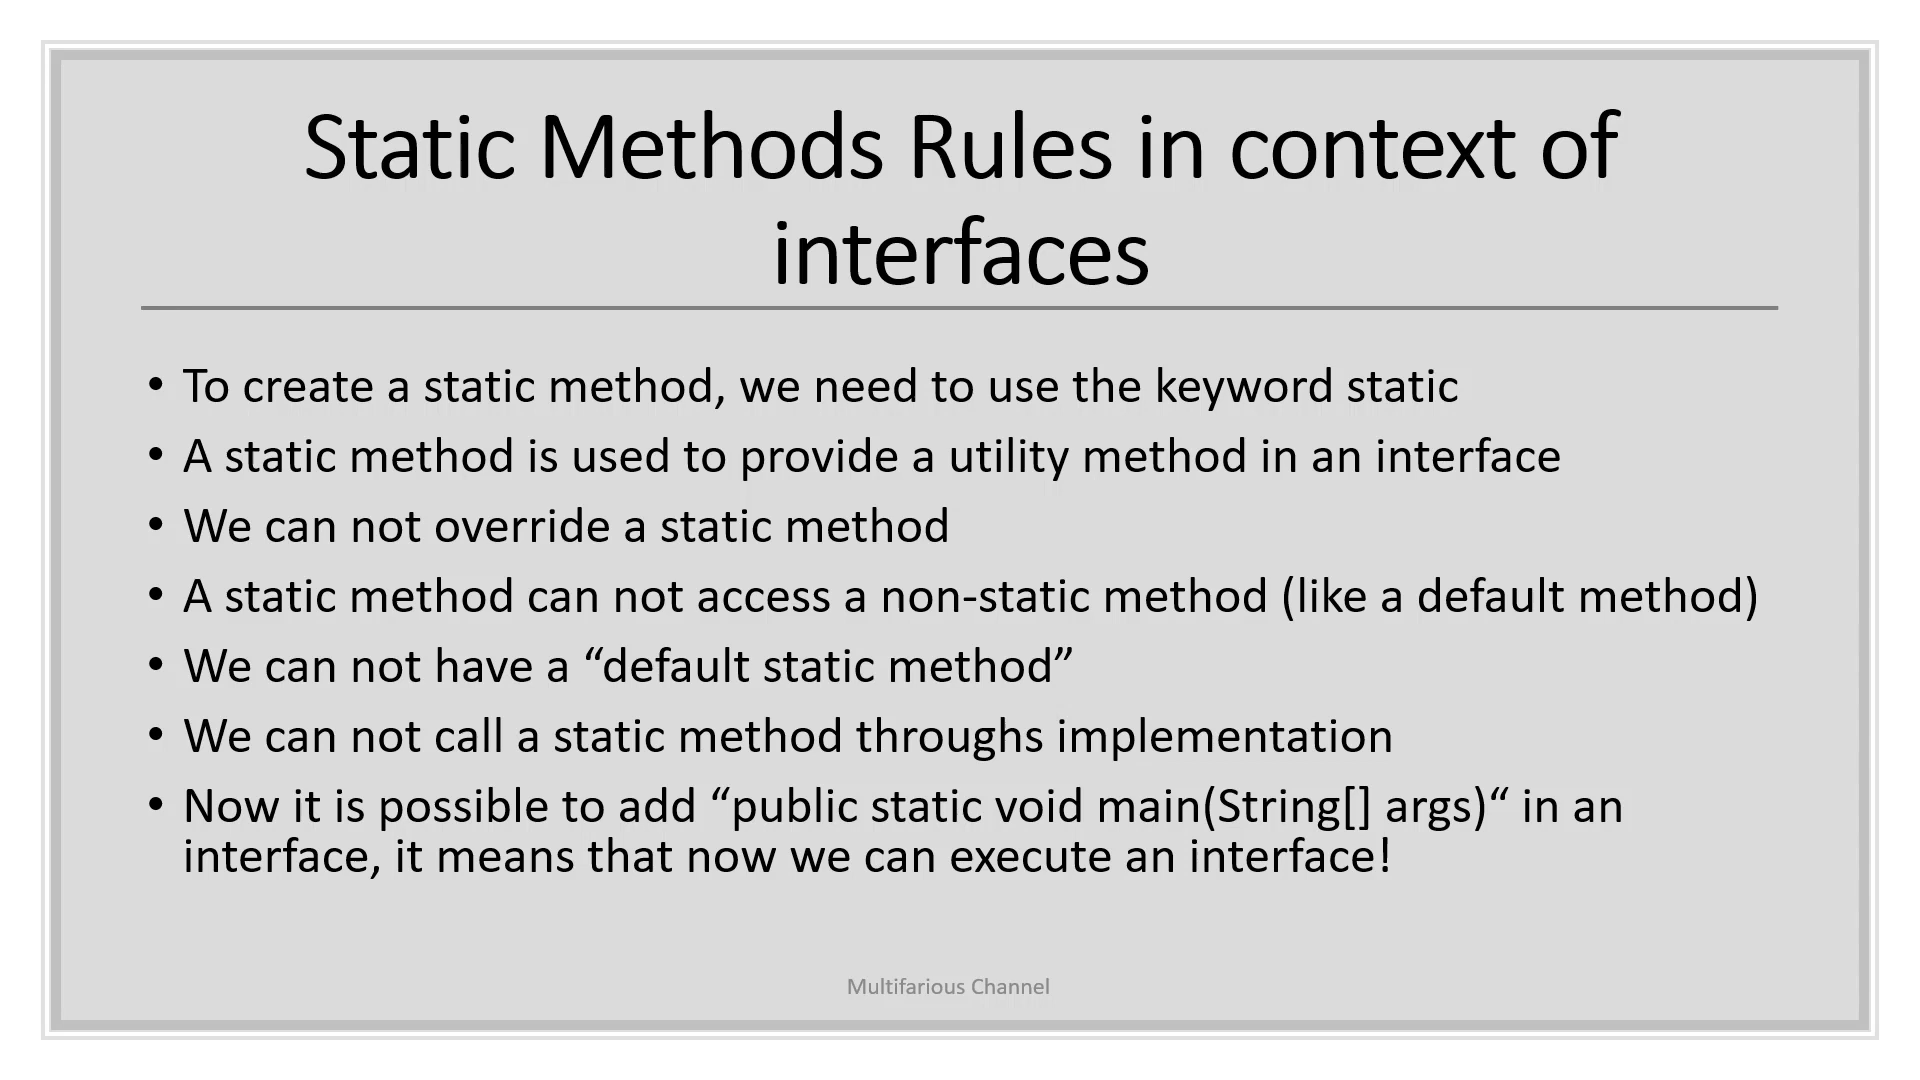 Static Methods Rules in context of
interfaces
• To create a static method, we need to use the keyword static
• A static method is used to provide a utility method in an interface
• We can not override a static method
• A static method can not access a non-static method (like a default method)
• We can not have a “default static method”
• We can not call a static method throughs implementation
• Now it is possible to add “public static void main(String[] args)“ in an
interface, it means that now we can execute an interface!
Multifarious Channel